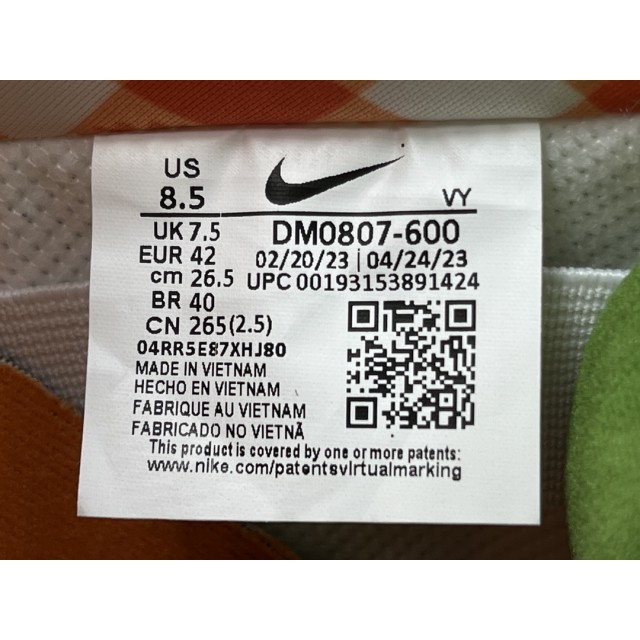 US
8.5
VY
UK 7.5
DM0807-600
EUR 42
02/20/23 | 04/24/23
cm 26.5
UPC 00193153891424
BR 40
CN 265(2.5)
04RR5E87XHJ80
MADE IN VIETNAM
HECHO EN VIETNAM
FABRIQUE AU VIETNAM
FABRICADO NO VIETNÃ
This product is covered by one or more patents:
www.nike.com/patentsvirtualmarking